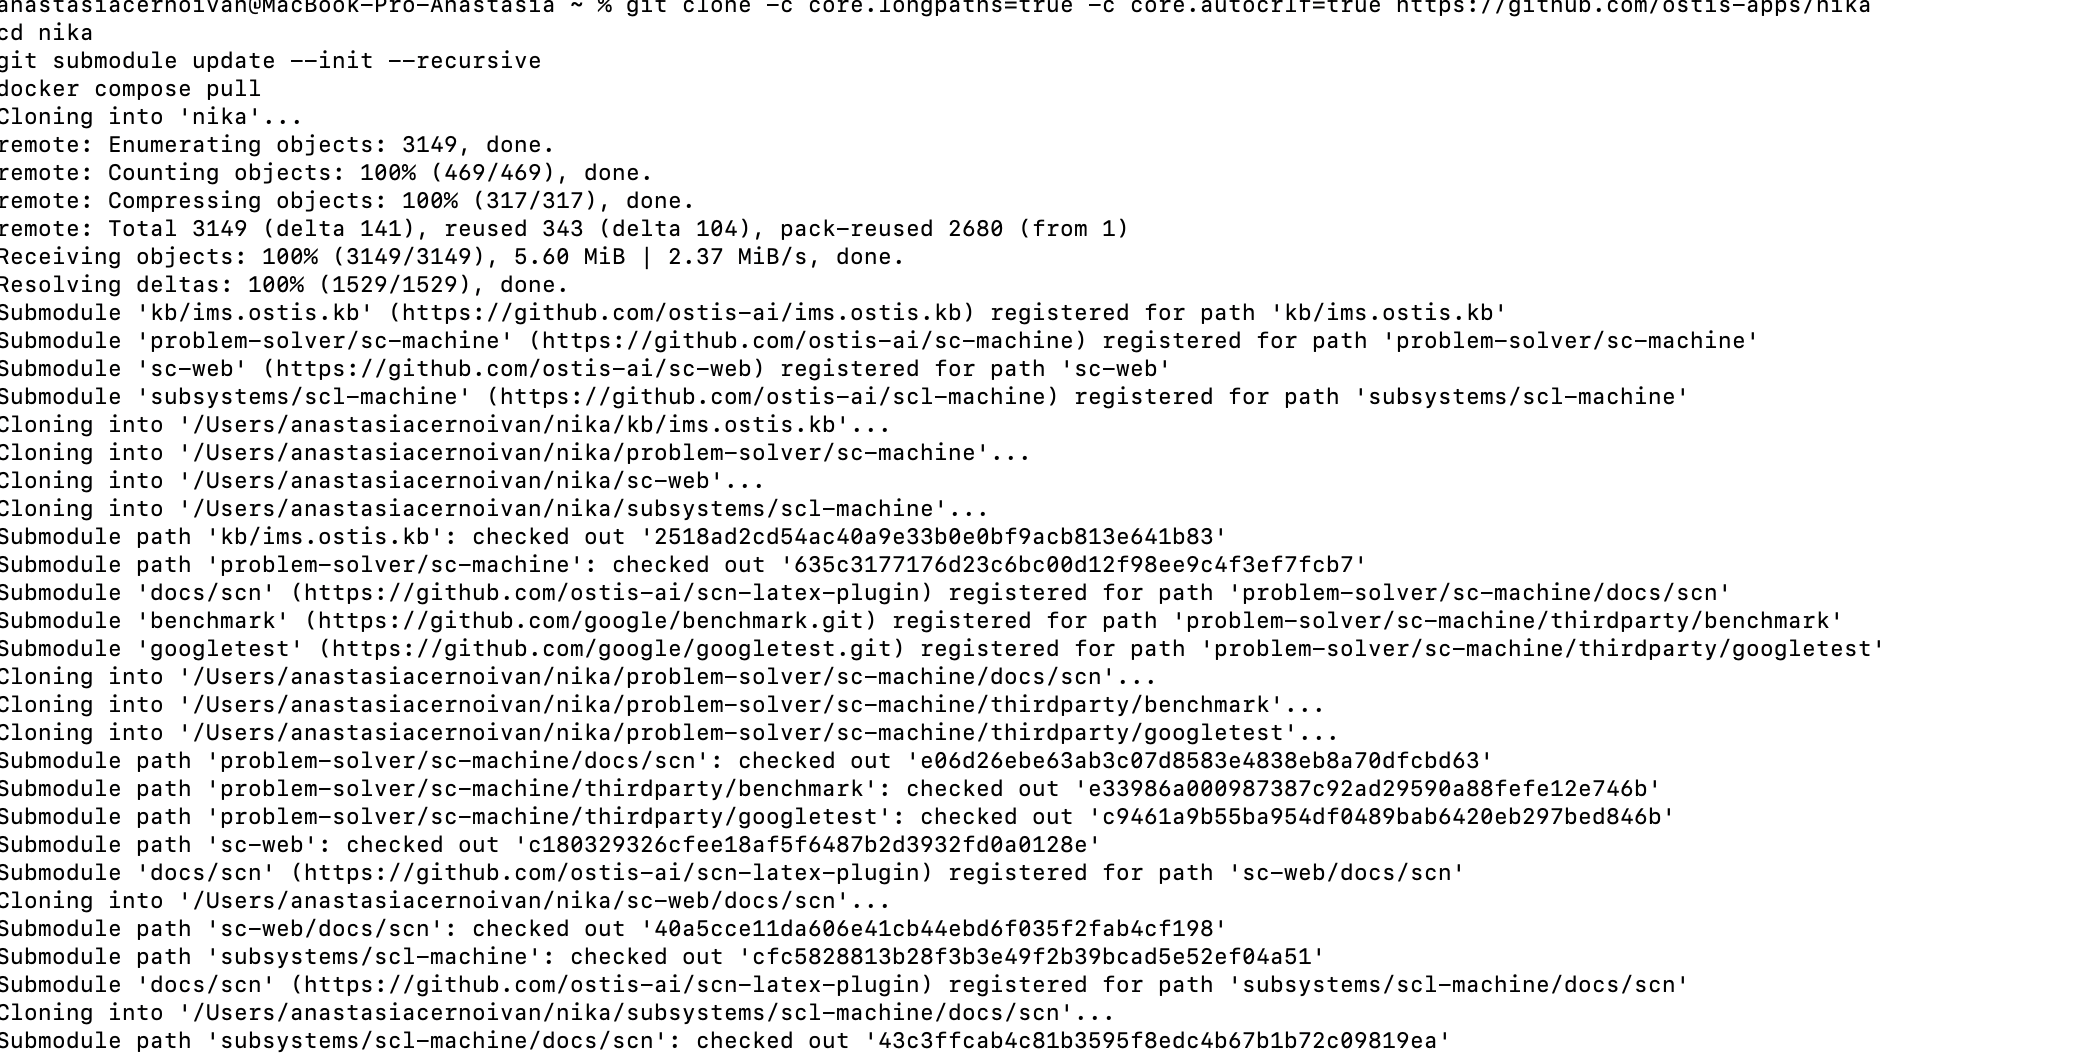 anastasiacernoivan@MacBook-Pro-Anastasia ~ % git clone -c core.longpaths=true -c core.autocrlf=true https://github.com/ostis-apps/nika
cd nika
git submodule update --init --recursive
docker compose pull
Cloning into 'nika'...
remote: Enumerating objects: 3149, done.
remote: Counting objects: 100% (469/469), done.
remote: Compressing objects: 100% (317/317), done.
remote: Total 3149 (delta 141), reused 343 (delta 104), pack-reused 2680 (from 1)
Receiving objects: 100% (3149/3149), 5.60 MiB | 2.37 MiB/s, done.
Resolving deltas: 100% (1529/1529), done.
Submodule 'kb/ims.ostis.kb' (https://github.com/ostis-ai/ims.ostis.kb) registered for path 'kb/ims.ostis.kb'
Submodule 'problem-solver/sc-machine' (https://github.com/ostis-ai/sc-machine) registered for path 'problem-solver/sc-machine'
Submodule 'sc-web' (https://github.com/ostis-ai/sc-web) registered for path 'sc-web'
Submodule 'subsystems/scl-machine' (https://github.com/ostis-ai/scl-machine) registered for path 'subsystems/scl-machine'
Cloning into '/Users/anastasiacernoivan/nika/kb/ims.ostis.kb'...
Cloning into '/Users/anastasiacernoivan/nika/problem-solver/sc-machine'...
Cloning into '/Users/anastasiacernoivan/nika/sc-web'...
Cloning into '/Users/anastasiacernoivan/nika/subsystems/scl-machine'...
Submodule path 'kb/ims.ostis.kb': checked out '2518ad2cd54ac40a9e33b0e0bf9acb813e641b83'
Submodule path 'problem-solver/sc-machine': checked out '635c3177176d23c6bc00d12f98ee9c4f3ef7fcb7'
Submodule 'docs/scn' (https://github.com/ostis-ai/scn-latex-plugin) registered for path 'problem-solver/sc-machine/docs/scn'
Submodule 'benchmark' (https://github.com/google/benchmark.git) registered for path 'problem-solver/sc-machine/thirdparty/benchmark'
Submodule 'googletest' (https://github.com/google/googletest.git) registered for path 'problem-solver/sc-machine/thirdparty/googletest'
Cloning into '/Users/anastasiacernoivan/nika/problem-solver/sc-machine/docs/scn'...
Cloning into '/Users/anastasiacernoivan/nika/problem-solver/sc-machine/thirdparty/benchmark'...
Cloning into '/Users/anastasiacernoivan/nika/problem-solver/sc-machine/thirdparty/googletest'...
Submodule path 'problem-solver/sc-machine/docs/scn': checked out 'e06d26ebe63ab3c07d8583e4838eb8a70dfcbd63'
Submodule path 'problem-solver/sc-machine/thirdparty/benchmark': checked out 'e33986a000987387c92ad29590a88fefe12e746b'
Submodule path 'problem-solver/sc-machine/thirdparty/googletest': checked out 'c9461a9b55ba954df0489bab6420eb297bed846b'
Submodule path 'sc-web': checked out 'c180329326cfee18af5f6487b2d3932fd0a0128e'
Submodule 'docs/scn' (https://github.com/ostis-ai/scn-latex-plugin) registered for path 'sc-web/docs/scn'
Cloning into '/Users/anastasiacernoivan/nika/sc-web/docs/scn'...
Submodule path 'sc-web/docs/scn': checked out '40a5cce11da606e41cb44ebd6f035f2fab4cf198'
Submodule path 'subsystems/scl-machine': checked out 'cfc5828813b28f3b3e49f2b39bcad5e52ef04a51'
Submodule 'docs/scn' (https://github.com/ostis-ai/scn-latex-plugin) registered for path 'subsystems/scl-machine/docs/scn'
Cloning into '/Users/anastasiacernoivan/nika/subsystems/scl-machine/docs/scn'...
Submodule path 'subsystems/scl-machine/docs/scn': checked out '43c3ffcab4c81b3595f8edc4b67b1b72c09819ea'